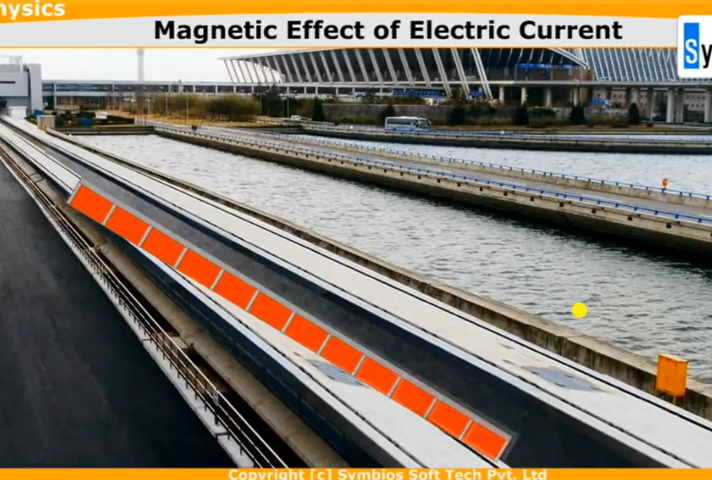 hysics
Magnetic Effect of Electric Current
Sy
Copyright [c] Symbios Soft Tech Pvt. Ltd